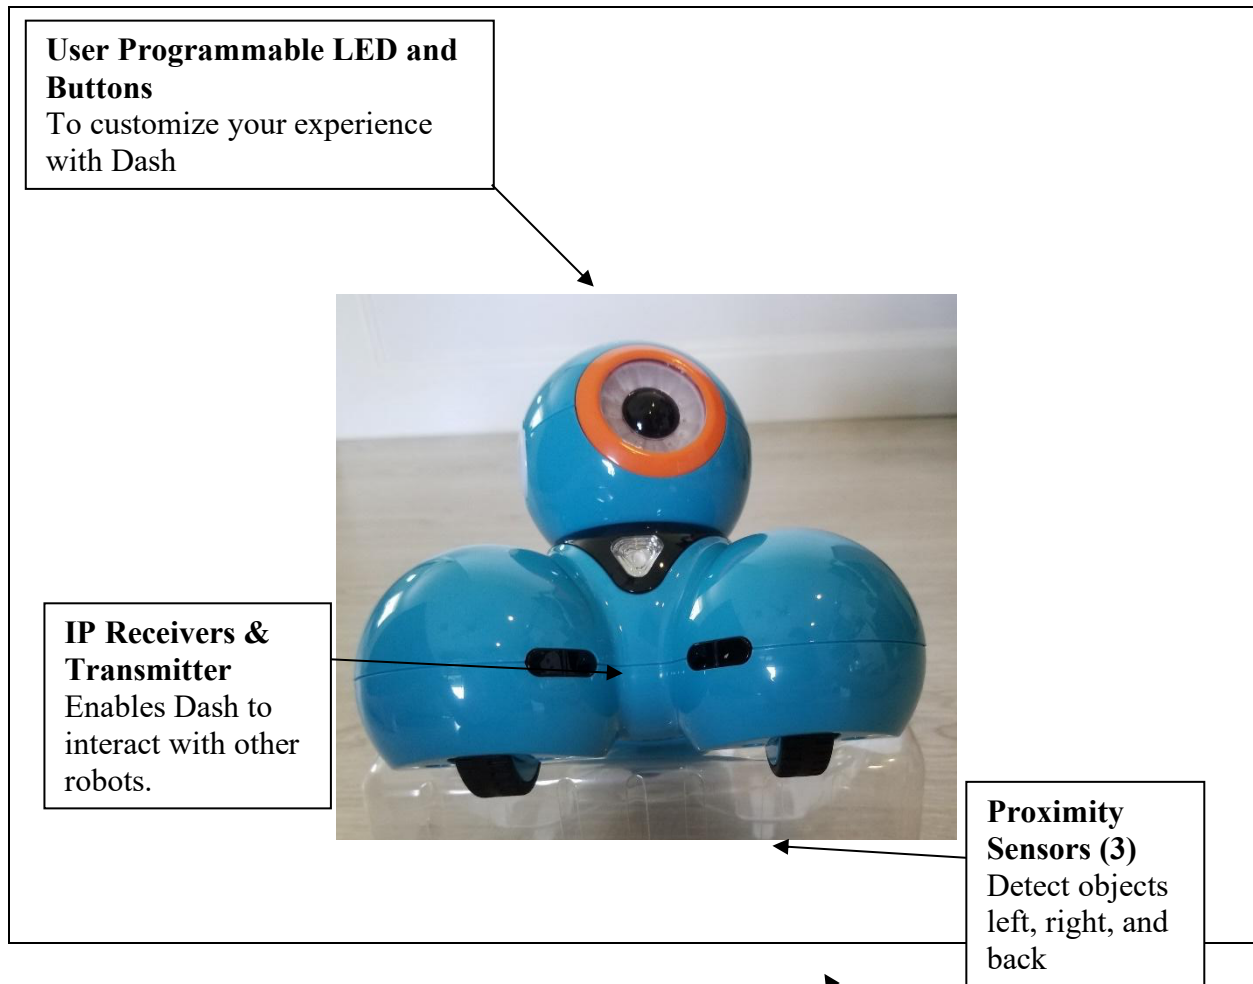 User Programmable LED and
Buttons
To customize your experience
with Dash
IP Receivers &
Transmitter
Enables Dash to
interact with other
robots.
Proximity
Sensors (3)
Detect objects
left, right, and
back